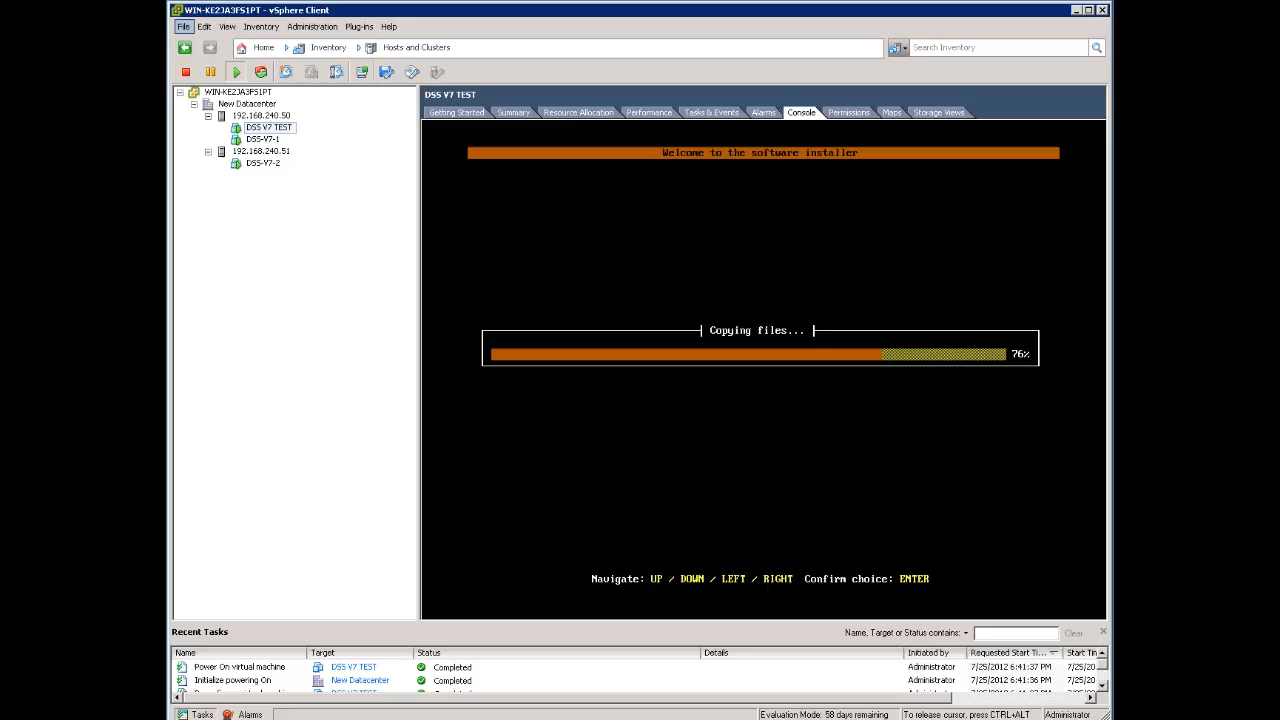 WIN-KE2JA3FS1PT - vSphere Client
File Edit View Inventory Administration Plug-ins Help
Home Inventory Hosts and Clusters Search Inventory
WIN-KE2JA3FS1PT
New Datacenter
192.168.240.50
DSS V7 TEST
DSS-V7-1
192.168.240.51
DSS-V7-2
DSS V7 TEST
Getting Started Summary Resource Allocation Performance Tasks & Events Alarms Console Permissions Maps Storage Views
Welcome to the software installer
Copying files...
76%
Navigate: UP / DOWN / LEFT / RIGHT Confirm choice: ENTER
Recent Tasks Name, Target or Status contains: Clear
Name Target Status Details Initiated by Requested Start Ti... Start Tin
Power On virtual machine DSS V7 TEST Completed Administrator 7/25/2012 6:41:37 PM 7/25/20
Initialize powering On New Datacenter Completed Administrator 7/25/2012 6:41:36 PM 7/25/20
Tasks Alarms Evaluation Mode: 58 days remaining To release cursor, press CTRL+ALT Administrator